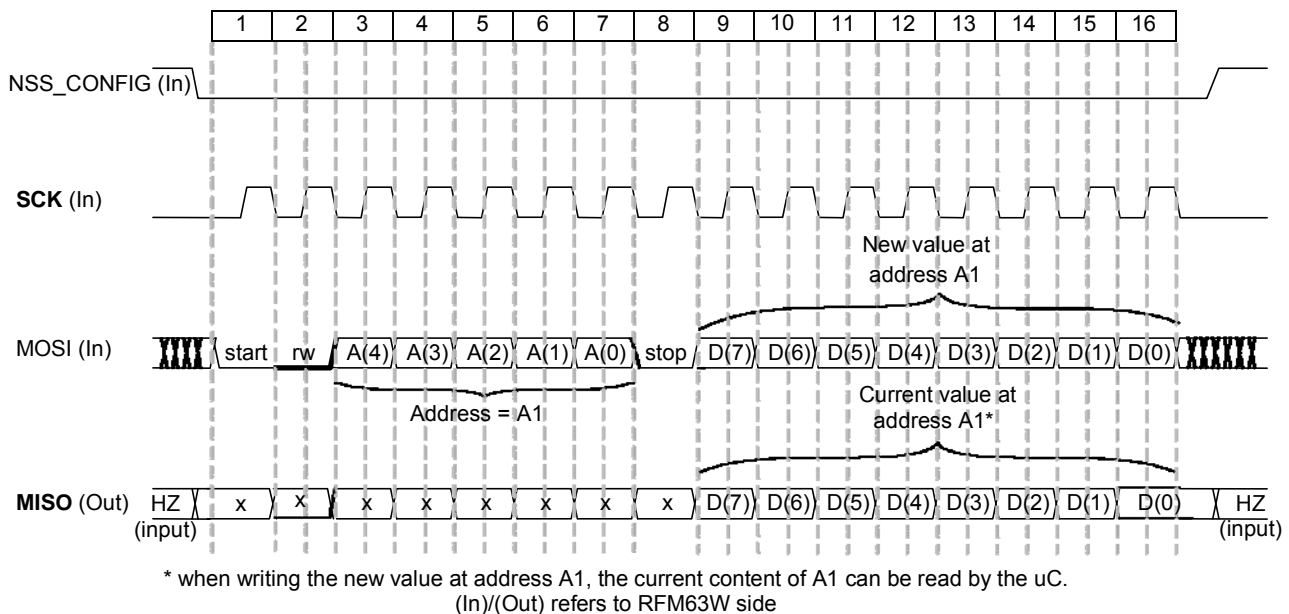 1 2 3 4 5 6 7 8 9 10 11 12 13 14 15 16
NSS_CONFIG (In)
SCK (In)
New value at
address A1
MOSI (In) start rw A(4) A(3) A(2) A(1) A(0) stop D(7) D(6) D(5) D(4) D(3) D(2) D(1) D(0)
Address = A1
Current value at
address A1*
MISO (Out) HZ x x x x x x x x D(7) D(6) D(5) D(4) D(3) D(2) D(1) D(0) HZ
(input) (input)
* when writing the new value at address A1, the current content of A1 can be read by the uC.
(In)/(Out) refers to RFM63W side